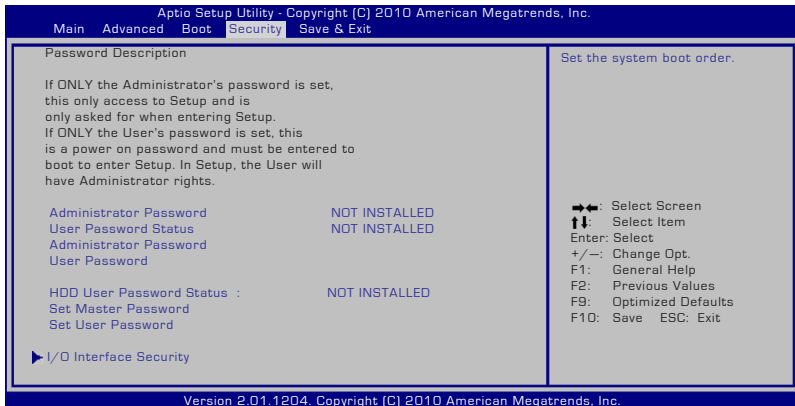 Aptio Setup Utility - Copyright (C) 2010 American Megatrends, Inc.
Main Advanced Boot Security Save & Exit
Password Description
If ONLY the Administrator's password is set,
this only access to Setup and is
only asked for when entering Setup.
If ONLY the User's password is set, this
is a power on password and must be entered to
boot to enter Setup. In Setup, the User will
have Administrator rights.
Administrator Password NOT INSTALLED
User Password Status NOT INSTALLED
Administrator Password
User Password
HDD User Password Status : NOT INSTALLED
Set Master Password
Set User Password
I/O Interface Security
Set the system boot order.
→←: Select Screen
↑↓: Select Item
Enter: Select
+/—: Change Opt.
F1: General Help
F2: Previous Values
F9: Optimized Defaults
F10: Save ESC: Exit
Version 2.01.1204. Copyright (C) 2010 American Megatrends, Inc.